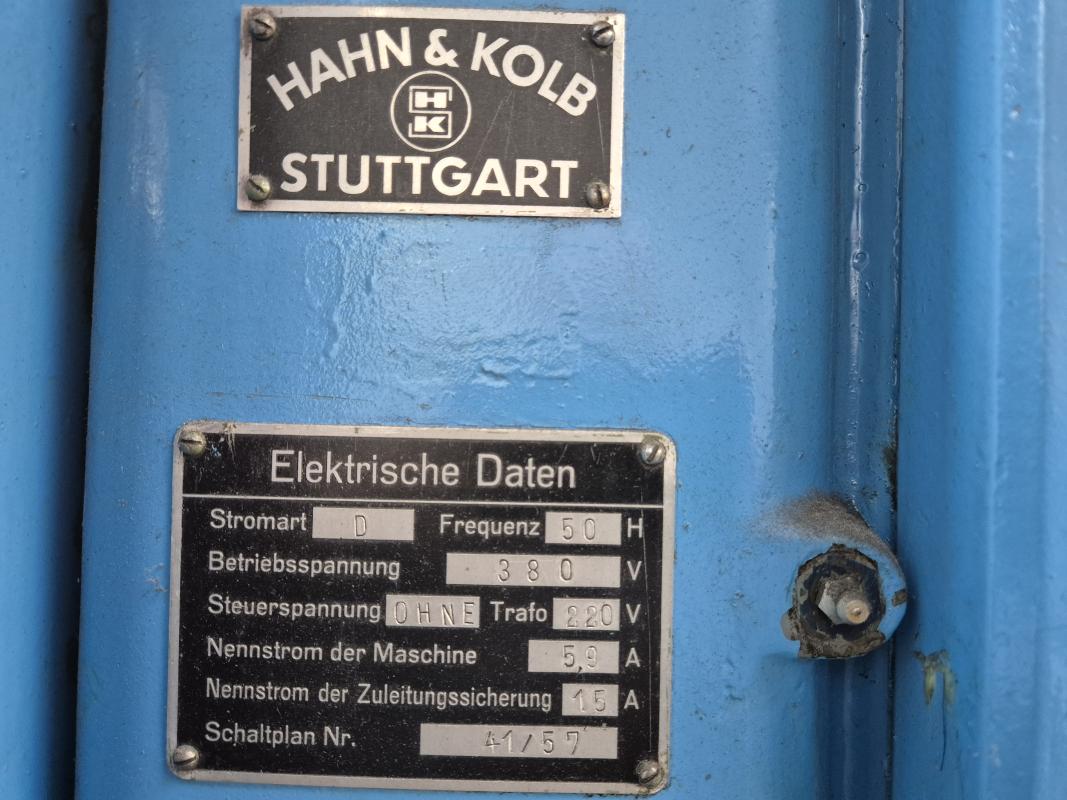 HAHN & KOLB
H
K
STUTTGART
Elektrische Daten
Stromart D Frequenz 50 H
Betriebsspannung 380 V
Steuerspannung OHNE Trafo 220 V
Nennstrom der Maschine 5,9 A
Nennstrom der Zuleitungssicherung 15 A
Schaltplan Nr. 41/57